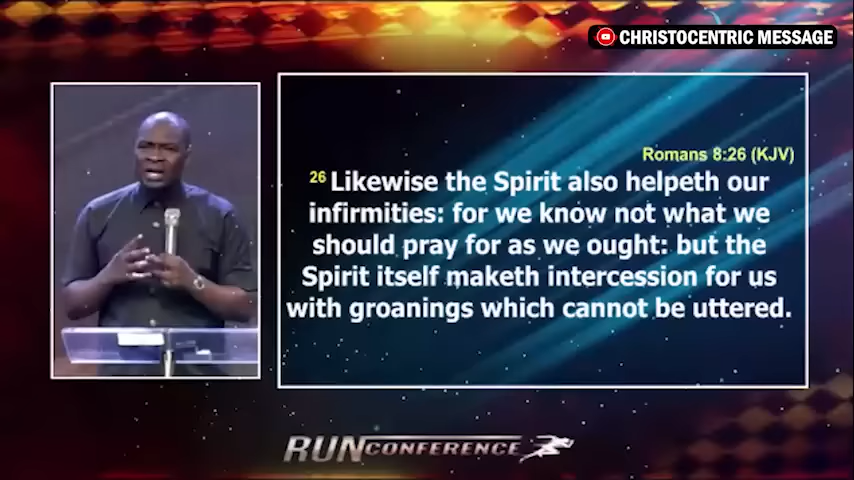 CHRISTOCENTRIC MESSAGE
Romans 8:26 (KJV)
26 Likewise the Spirit also helpeth our
infirmities: for we know not what we
should pray for as we ought: but the
Spirit itself maketh intercession for us
with groanings which cannot be uttered.
RUN CONFERENCE